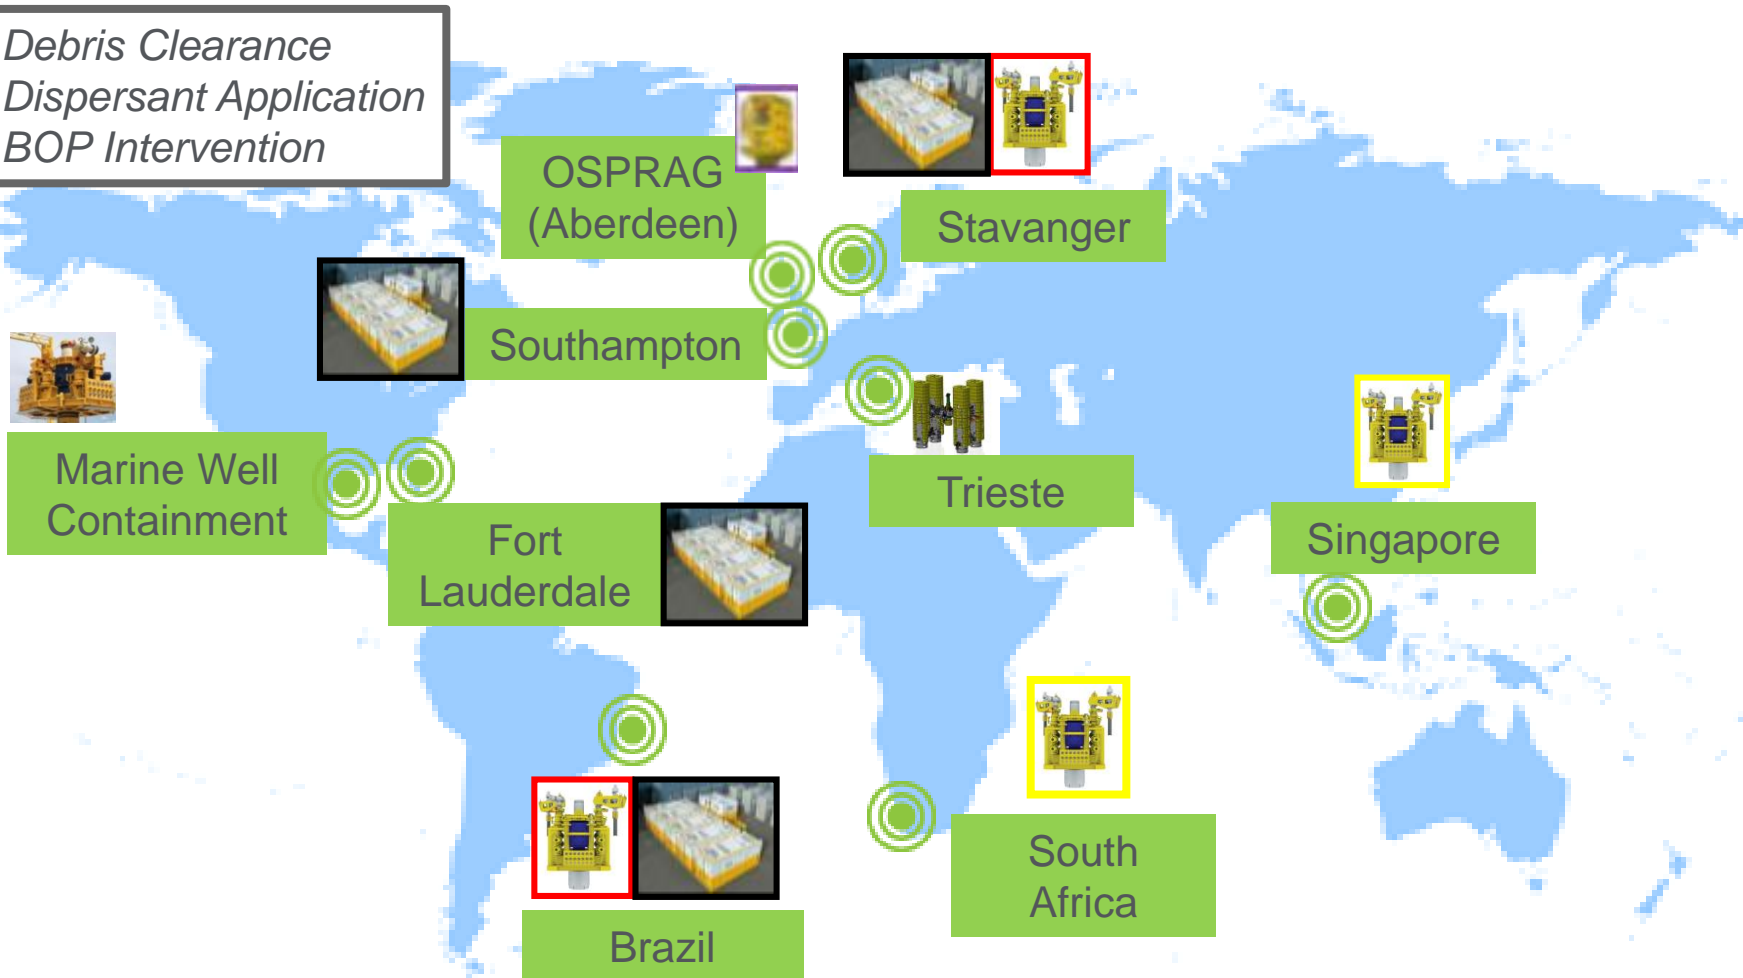 Debris Clearance
Dispersant Application
BOP Intervention
OSPRAG
(Aberdeen)
Stavanger
Southampton
Marine Well
Containment
Trieste
Fort
Lauderdale
Singapore
South
Africa
Brazil